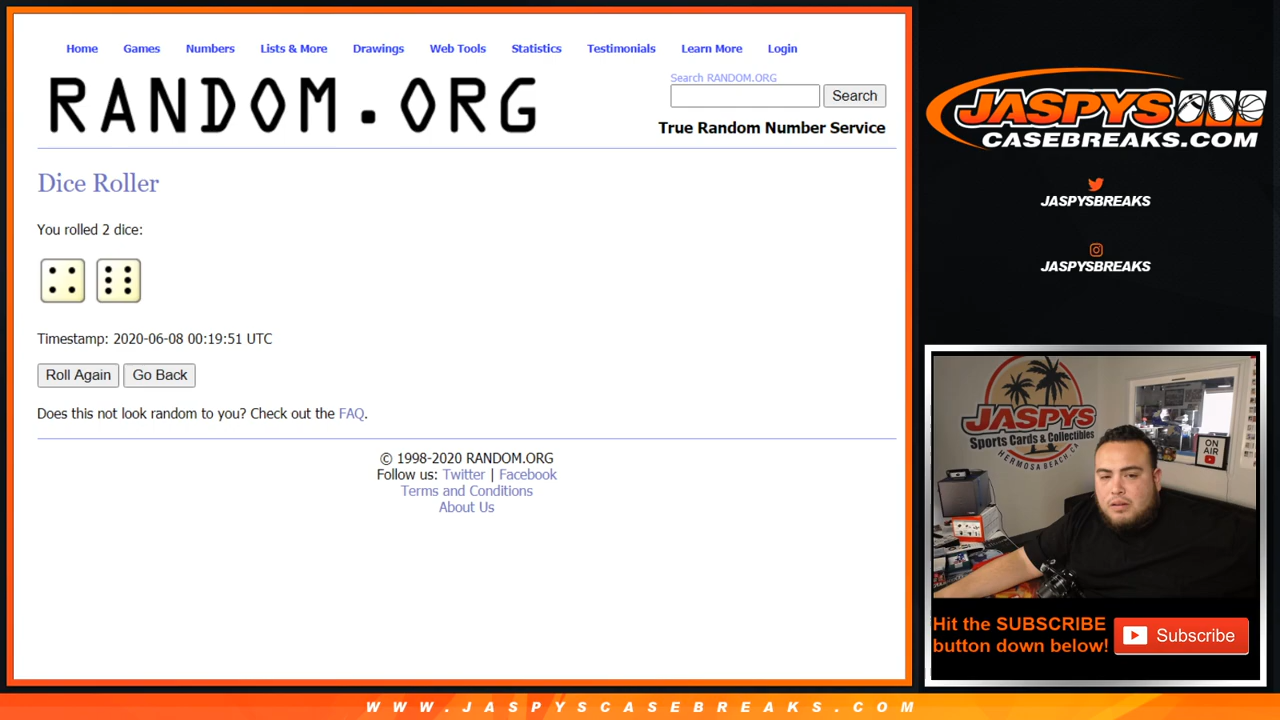 Home Games Numbers Lists & More Drawings Web Tools Statistics Testimonials Learn More Login
RANDOM.ORG
Search RANDOM.ORG
Search
True Random Number Service
Dice Roller
You rolled 2 dice:
Timestamp: 2020-06-08 00:19:51 UTC
Roll Again Go Back
Does this not look random to you? Check out the FAQ.
© 1998-2020 RANDOM.ORG
Follow us: Twitter | Facebook
Terms and Conditions
About Us
JASPYS
CASEBREAKS.COM
JASPYSBREAKS
JASPYSBREAKS
JASPYS
Sports Cards & Collectibles
HERMOSA BEACH, CA
ON AIR
Hit the SUBSCRIBE
button down below!
Subscribe
WWW.JASPYSCASEBREAKS.COM